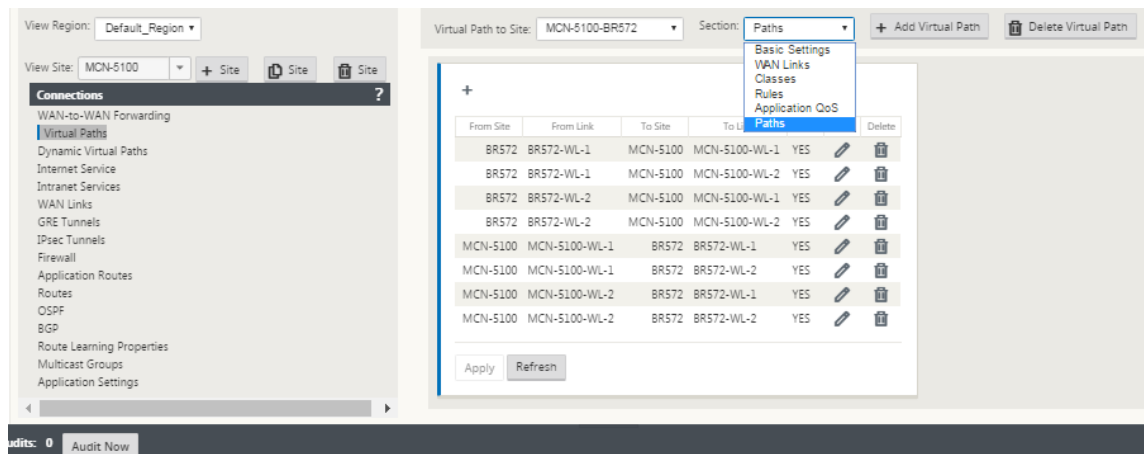 View Region: Default_Region
Virtual Path to Site: MCN-5100-BR572 Section: Paths + Add Virtual Path Delete Virtual Path
View Site: MCN-5100 + Site Site Site
Connections ?
WAN-to-WAN Forwarding
Virtual Paths
Dynamic Virtual Paths
Internet Service
Intranet Services
WAN Links
GRE Tunnels
IPsec Tunnels
Firewall
Application Routes
Routes
OSPF
BGP
Route Learning Properties
Multicast Groups
Application Settings
Basic Settings
WAN Links
Classes
Rules
Application QoS
Paths
+
From Site From Link To Site Delete
BR572 BR572-WL-1 MCN-5100 MCN-5100-WL-1 YES
BR572 BR572-WL-1 MCN-5100 MCN-5100-WL-2 YES
BR572 BR572-WL-2 MCN-5100 MCN-5100-WL-1 YES
BR572 BR572-WL-2 MCN-5100 MCN-5100-WL-2 YES
MCN-5100 MCN-5100-WL-1 BR572 BR572-WL-1 YES
MCN-5100 MCN-5100-WL-1 BR572 BR572-WL-2 YES
MCN-5100 MCN-5100-WL-2 BR572 BR572-WL-1 YES
MCN-5100 MCN-5100-WL-2 BR572 BR572-WL-2 YES
Apply Refresh
udits: 0 Audit Now